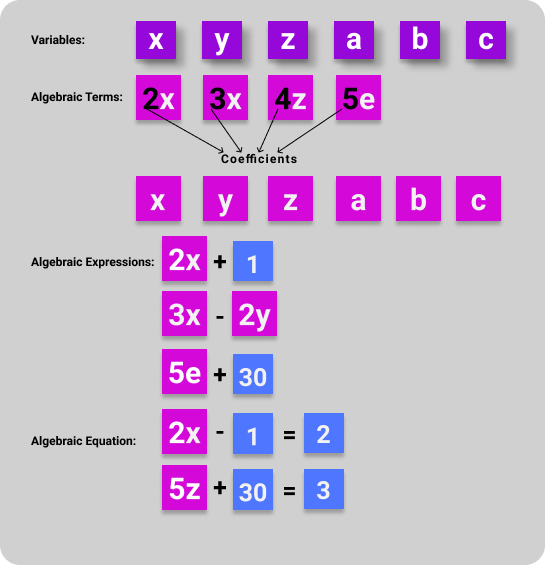 Variables: x y z a b c
Algebraic Terms: 2x 3x 4z 5e
Coefficients
x y z a b c
Algebraic Expressions: 2x + 1
3x - 2y
5e + 30
Algebraic Equation: 2x - 1 = 2
5z + 30 = 3